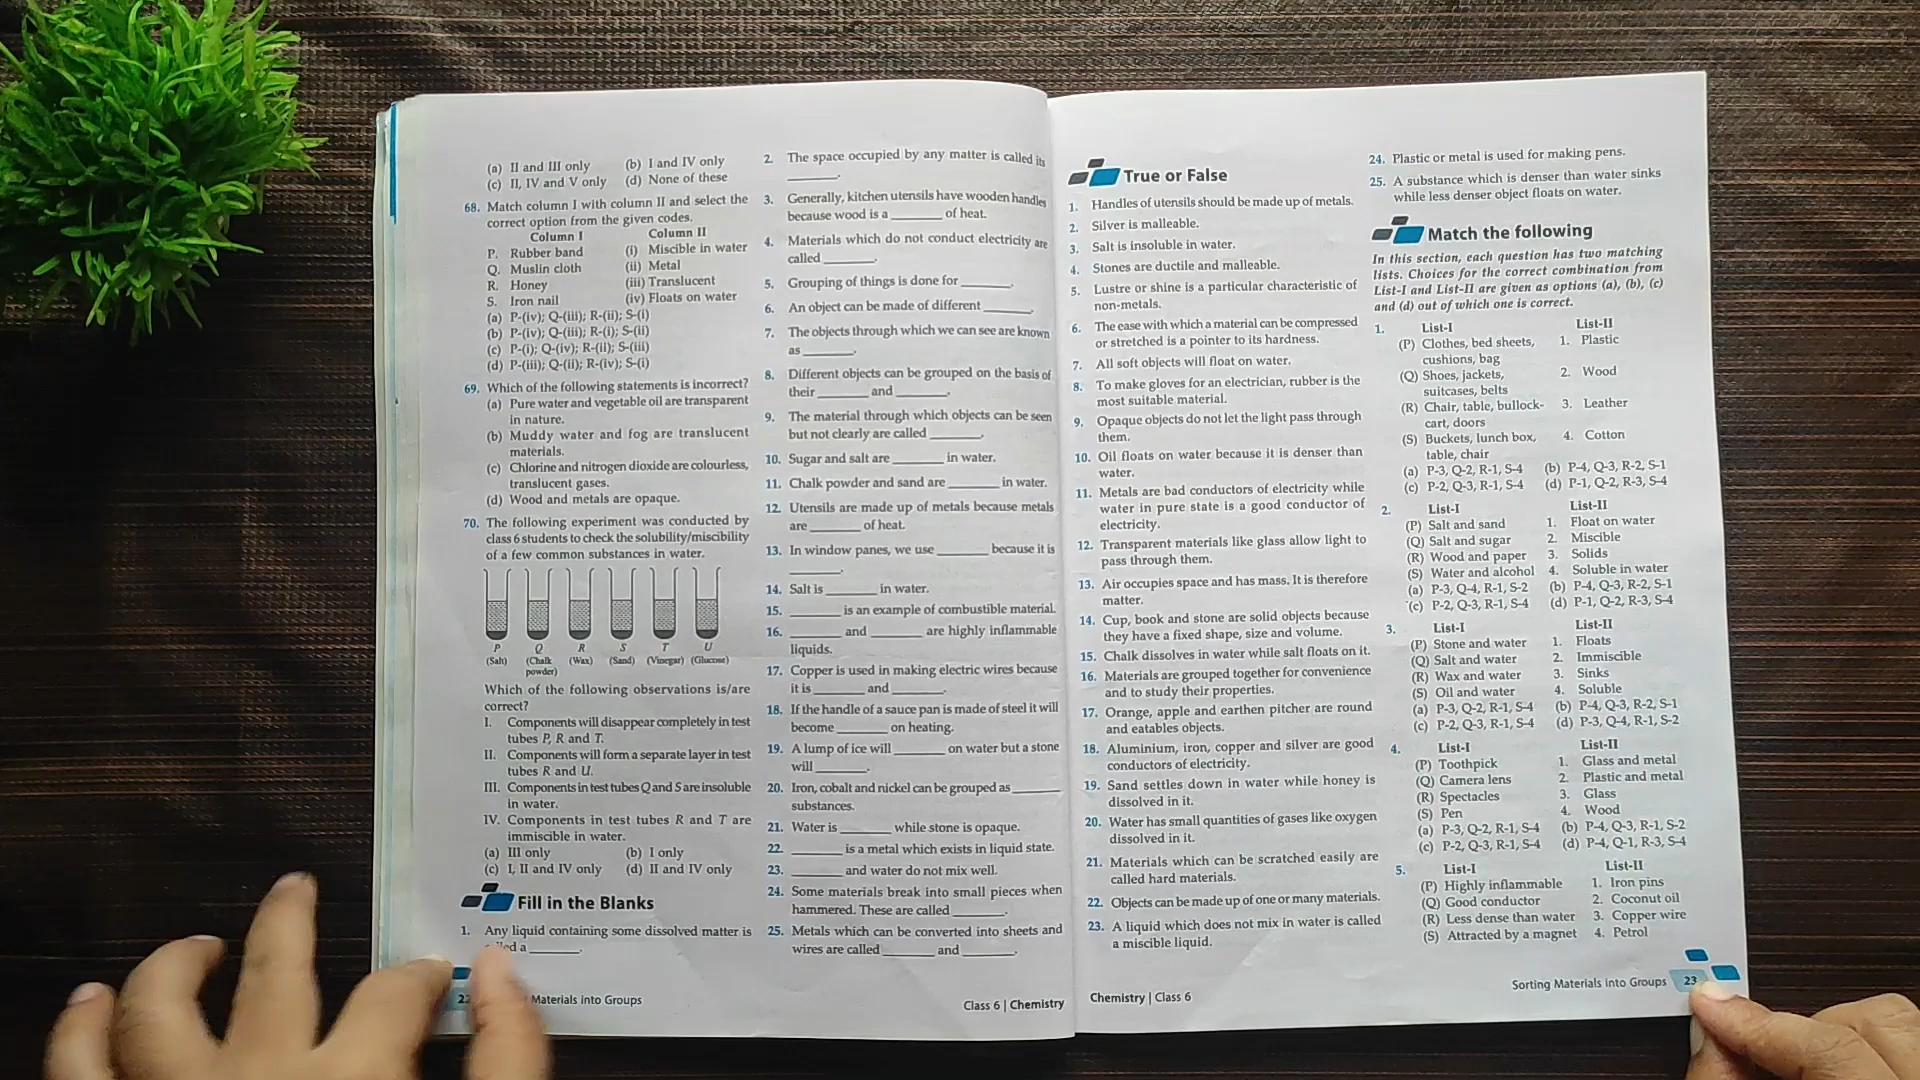 (a) II and III only (b) I and IV only
(c) II, IV and V only (d) None of these
68. Match column I with column II and select the
correct option from the given codes.
Column I Column II
P. Rubber band (i) Miscible in water
Q. Muslin cloth (ii) Metal
R. Honey (iii) Translucent
S. Iron nail (iv) Floats on water
(a) P-(iv); Q-(iii); R-(ii); S-(i)
(b) P-(iv); Q-(iii); R-(i); S-(ii)
(c) P-(i); Q-(iv); R-(ii); S-(iii)
(d) P-(iii); Q-(ii); R-(iv); S-(i)
69. Which of the following statements is incorrect?
(a) Pure water and vegetable oil are transparent
in nature.
(b) Muddy water and fog are translucent
materials.
(c) Chlorine and nitrogen dioxide are colourless,
translucent gases.
(d) Wood and metals are opaque.
70. The following experiment was conducted by
class 6 students to check the solubility/miscibility
of a few common substances in water.
P Q R S T U
(Salt) (Chalk (Wax) (Sand) (Vinegar) (Glucose)
powder)
Which of the following observations is/are
correct?
I. Components will disappear completely in test
tubes P, R and T.
II. Components will form a separate layer in test
tubes R and U.
III. Components in test tubes Q and S are insoluble
in water.
IV. Components in test tubes R and T are
immiscible in water.
(a) III only (b) I only
(c) I, II and IV only (d) II and IV only
Fill in the Blanks
1. Any liquid containing some dissolved matter is
a ______.
22 Materials into Groups
2. The space occupied by any matter is called its
______.
3. Generally, kitchen utensils have wooden handles
because wood is a ______ of heat.
4. Materials which do not conduct electricity are
called ______.
5. Grouping of things is done for ______.
6. An object can be made of different ______.
7. The objects through which we can see are known
as ______.
8. Different objects can be grouped on the basis of
their ______ and ______.
9. The material through which objects can be seen
but not clearly are called ______.
10. Sugar and salt are ______ in water.
11. Chalk powder and sand are ______ in water.
12. Utensils are made up of metals because metals
are ______ of heat.
13. In window panes, we use ______ because it is
______.
14. Salt is ______ in water.
15. ______ is an example of combustible material.
16. ______ and ______ are highly inflammable
liquids.
17. Copper is used in making electric wires because
it is ______ and ______.
18. If the handle of a sauce pan is made of steel it will
become ______ on heating.
19. A lump of ice will ______ on water but a stone
will ______.
20. Iron, cobalt and nickel can be grouped as ______
substances.
21. Water is ______ while stone is opaque.
22. ______ is a metal which exists in liquid state.
23. ______ and water do not mix well.
24. Some materials break into small pieces when
hammered. These are called ______.
25. Metals which can be converted into sheets and
wires are called ______ and ______.
Class 6 | Chemistry
True or False
1. Handles of utensils should be made up of metals.
2. Silver is malleable.
3. Salt is insoluble in water.
4. Stones are ductile and malleable.
5. Lustre or shine is a particular characteristic of
non-metals.
6. The ease with which a material can be compressed
or stretched is a pointer to its hardness.
7. All soft objects will float on water.
8. To make gloves for an electrician, rubber is the
most suitable material.
9. Opaque objects do not let the light pass through
them.
10. Oil floats on water because it is denser than
water.
11. Metals are bad conductors of electricity while
water in pure state is a good conductor of
electricity.
12. Transparent materials like glass allow light to
pass through them.
13. Air occupies space and has mass. It is therefore
matter.
14. Cup, book and stone are solid objects because
they have a fixed shape, size and volume.
15. Chalk dissolves in water while salt floats on it.
16. Materials are grouped together for convenience
and to study their properties.
17. Orange, apple and earthen pitcher are round
and eatables objects.
18. Aluminium, iron, copper and silver are good
conductors of electricity.
19. Sand settles down in water while honey is
dissolved in it.
20. Water has small quantities of gases like oxygen
dissolved in it.
21. Materials which can be scratched easily are
called hard materials.
22. Objects can be made up of one or many materials.
23. A liquid which does not mix in water is called
a miscible liquid.
Chemistry | Class 6
24. Plastic or metal is used for making pens.
25. A substance which is denser than water sinks
while less denser object floats on water.
Match the following
In this section, each question has two matching
lists. Choices for the correct combination from
List-I and List-II are given as options (a), (b), (c)
and (d) out of which one is correct.
1. List-I List-II
(P) Clothes, bed sheets, 1. Plastic
cushions, bag
(Q) Shoes, jackets, 2. Wood
suitcases, belts
(R) Chair, table, bullock- 3. Leather
cart, doors
(S) Buckets, lunch box, 4. Cotton
table, chair
(a) P-3, Q-2, R-1, S-4 (b) P-4, Q-3, R-2, S-1
(c) P-2, Q-3, R-1, S-4 (d) P-1, Q-2, R-3, S-4
2. List-I List-II
(P) Salt and sand 1. Float on water
(Q) Salt and sugar 2. Miscible
(R) Wood and paper 3. Solids
(S) Water and alcohol 4. Soluble in water
(a) P-3, Q-4, R-1, S-2 (b) P-4, Q-3, R-2, S-1
(c) P-2, Q-3, R-1, S-4 (d) P-1, Q-2, R-3, S-4
3. List-I List-II
(P) Stone and water 1. Floats
(Q) Salt and water 2. Immiscible
(R) Wax and water 3. Sinks
(S) Oil and water 4. Soluble
(a) P-3, Q-2, R-1, S-4 (b) P-4, Q-3, R-2, S-1
(c) P-2, Q-3, R-1, S-4 (d) P-3, Q-4, R-1, S-2
4. List-I List-II
(P) Toothpick 1. Glass and metal
(Q) Camera lens 2. Plastic and metal
(R) Spectacles 3. Glass
(S) Pen 4. Wood
(a) P-3, Q-2, R-1, S-4 (b) P-4, Q-3, R-1, S-2
(c) P-2, Q-3, R-1, S-4 (d) P-4, Q-1, R-3, S-4
5. List-I List-II
(P) Highly inflammable 1. Iron pins
(Q) Good conductor 2. Coconut oil
(R) Less dense than water 3. Copper wire
(S) Attracted by a magnet 4. Petrol
Sorting Materials into Groups 23